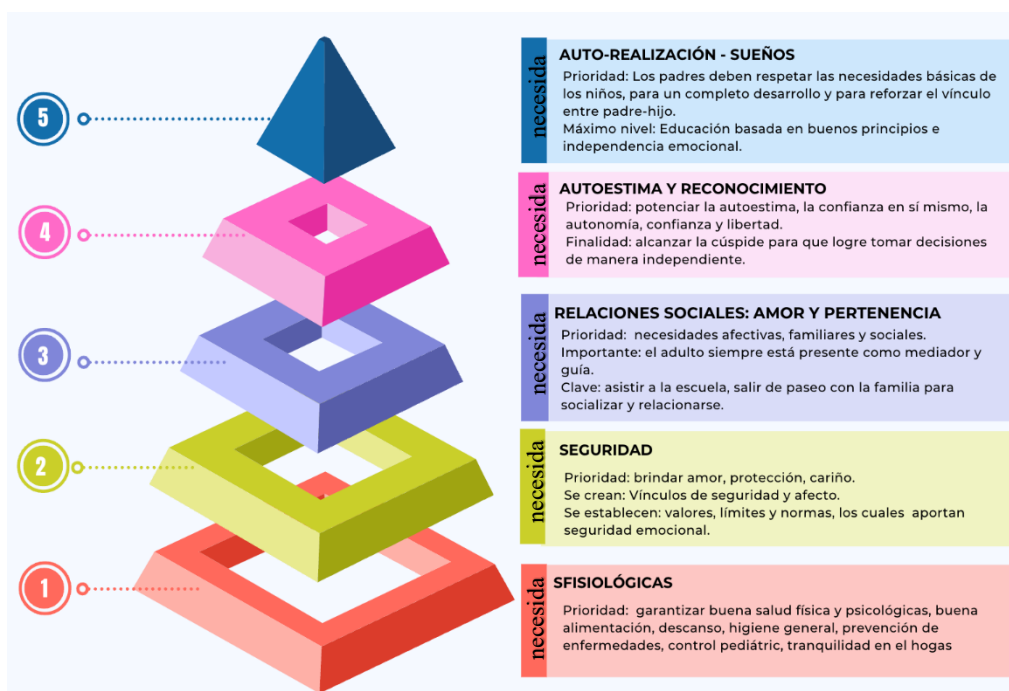 5
necesida
AUTO-REALIZACIÓN - SUEÑOS
Prioridad: Los padres deben respetar las necesidades básicas de
los niños, para un completo desarrollo y para reforzar el vínculo
entre padre-hijo.
Máximo nivel: Educación basada en buenos principios e
independencia emocional.
4
necesida
AUTOESTIMA Y RECONOCIMIENTO
Prioridad: potenciar la autoestima, la confianza en sí mismo, la
autonomía, confianza y libertad.
Finalidad: alcanzar la cúspide para que logre tomar decisiones
de manera independiente.
3
necesida
RELACIONES SOCIALES: AMOR Y PERTENENCIA
Prioridad: necesidades afectivas, familiares y sociales.
Importante: el adulto siempre está presente como mediador y
guía.
Clave: asistir a la escuela, salir de paseo con la familia para
socializar y relacionarse.
2
necesida
SEGURIDAD
Prioridad: brindar amor, protección, cariño.
Se crean: Vínculos de seguridad y afecto.
Se establecen: valores, límites y normas, los cuales aportan
seguridad emocional.
1
necesida
SFISIOLÓGICAS
Prioridad: garantizar buena salud física y psicológicas, buena
alimentación, descanso, higiene general, prevención de
enfermedades, control pediátric, tranquilidad en el hogas